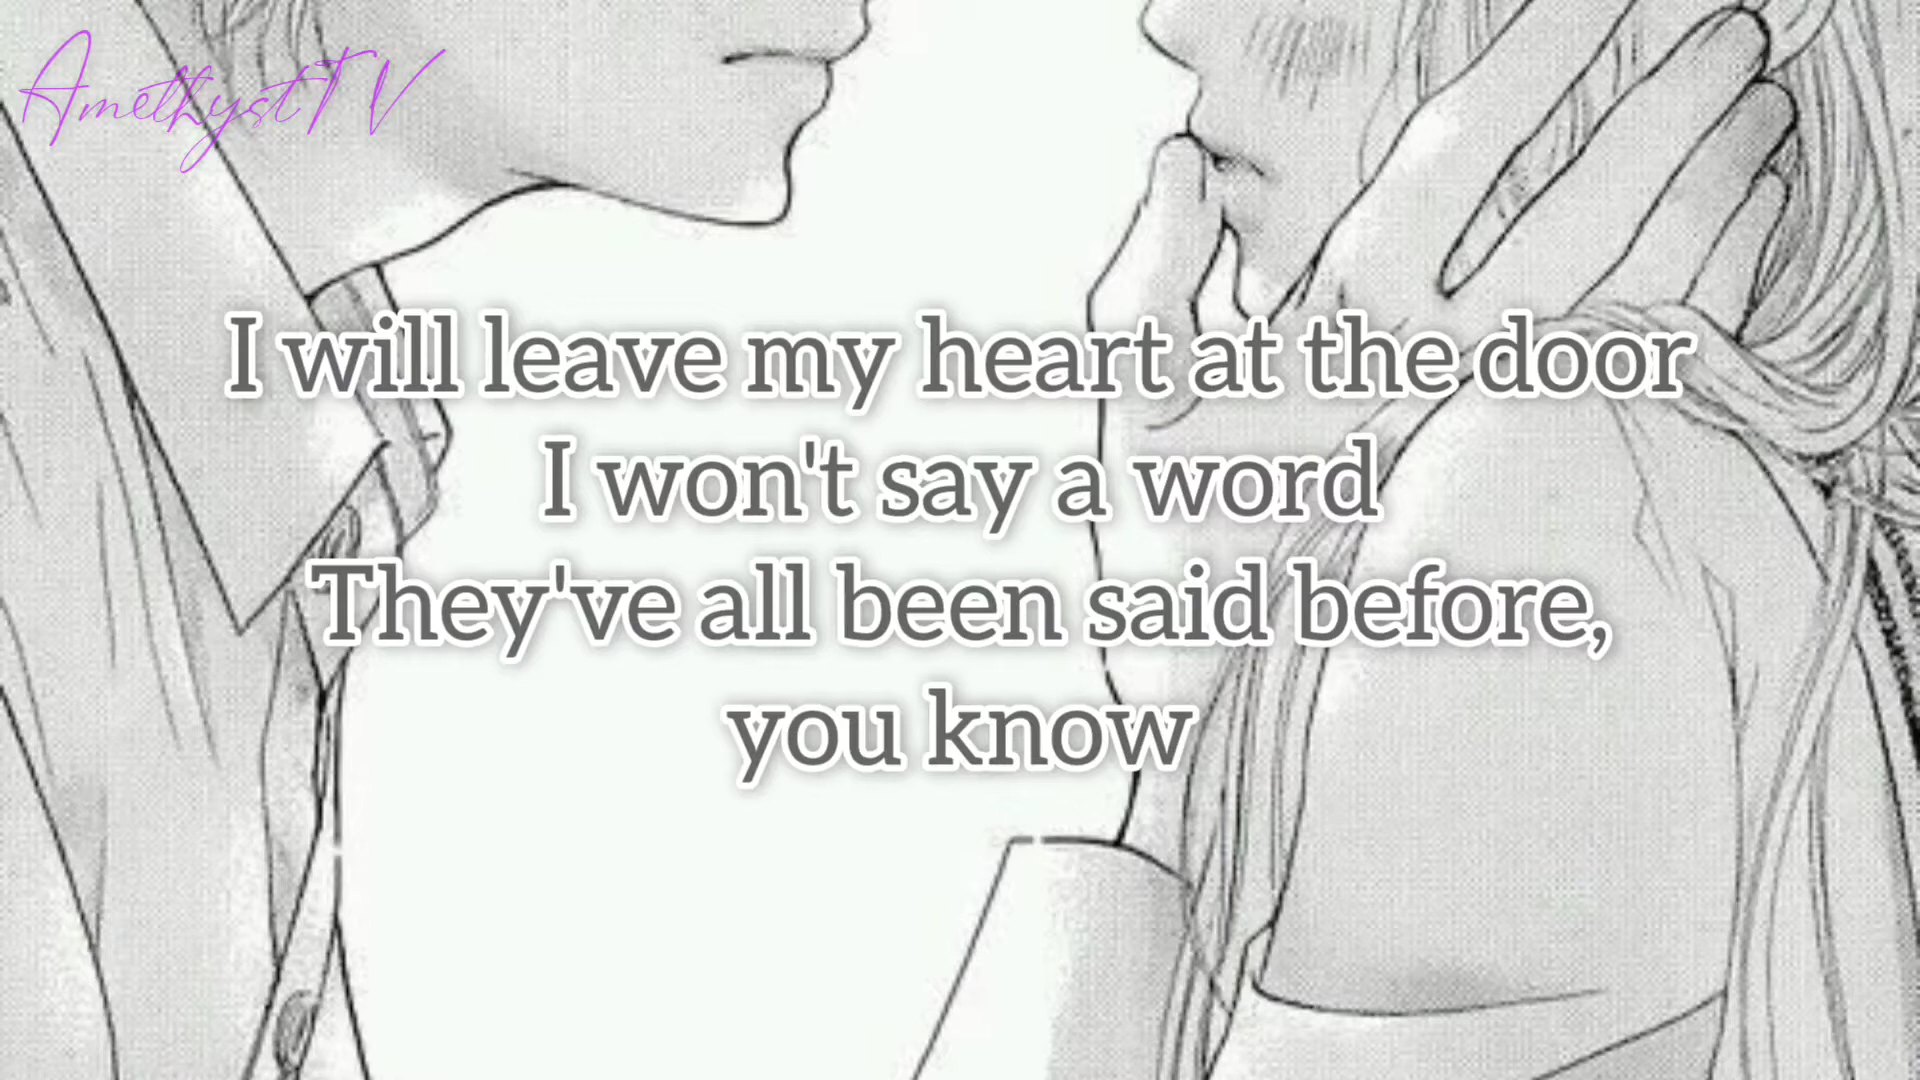 AmethystTV
I will leave my heart at the door
I won't say a word
They've all been said before,
you know